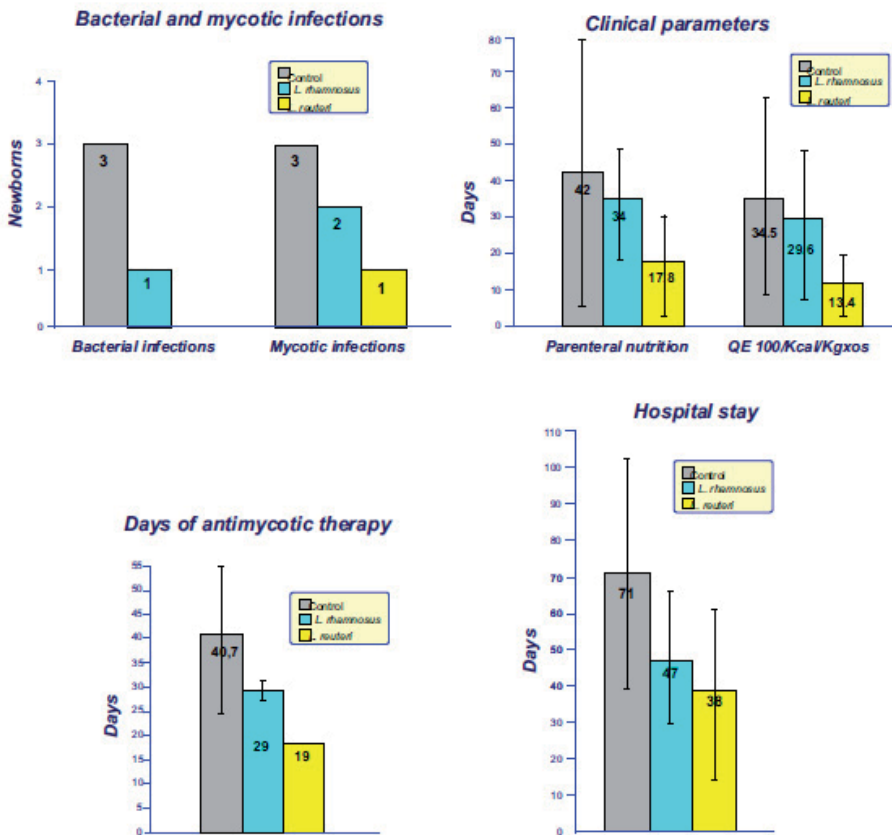 Bacterial and mycotic infections
Newborns
4
3
2
1
0
Control
L. rhamnosus
L. reuteri
3
1
3
2
1
Bacterial infections
Mycotic infections
Clinical parameters
Days
80
70
60
50
40
30
20
10
0
Control
L. rhamnosus
L. reuteri
42
34
17.8
34.5
29.6
13.4
Parenteral nutrition
QE 100/Kcal/Kgxos
Days of antimycotic therapy
Days
55
50
45
40
35
30
25
20
15
10
5
0
Control
L. rhamnosus
L. reuteri
40,7
29
19
Hospital stay
Days
110
100
90
80
70
60
50
40
30
20
10
0
Control
L. rhamnosus
L. reuteri
71
47
38